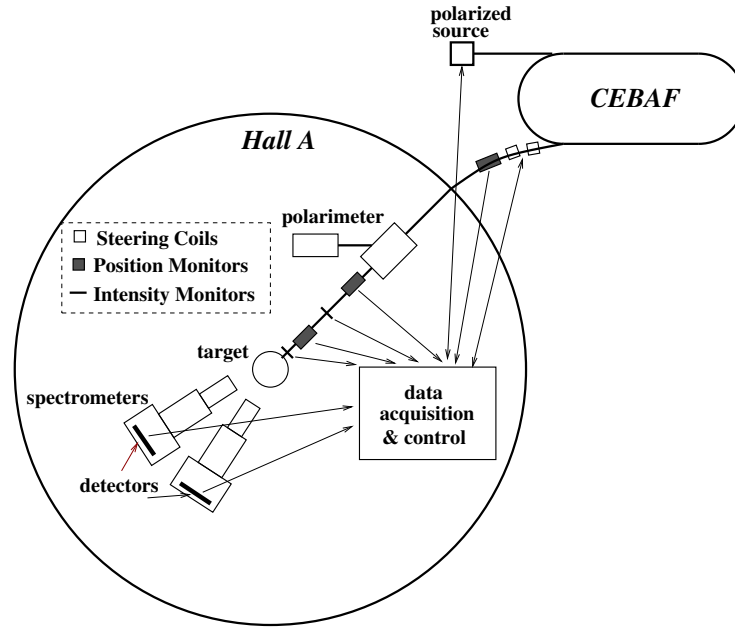 polarized
source
CEBAF
Hall A
polarimeter
Steering Coils
Position Monitors
Intensity Monitors
target
spectrometers
data
acquisition
& control
detectors